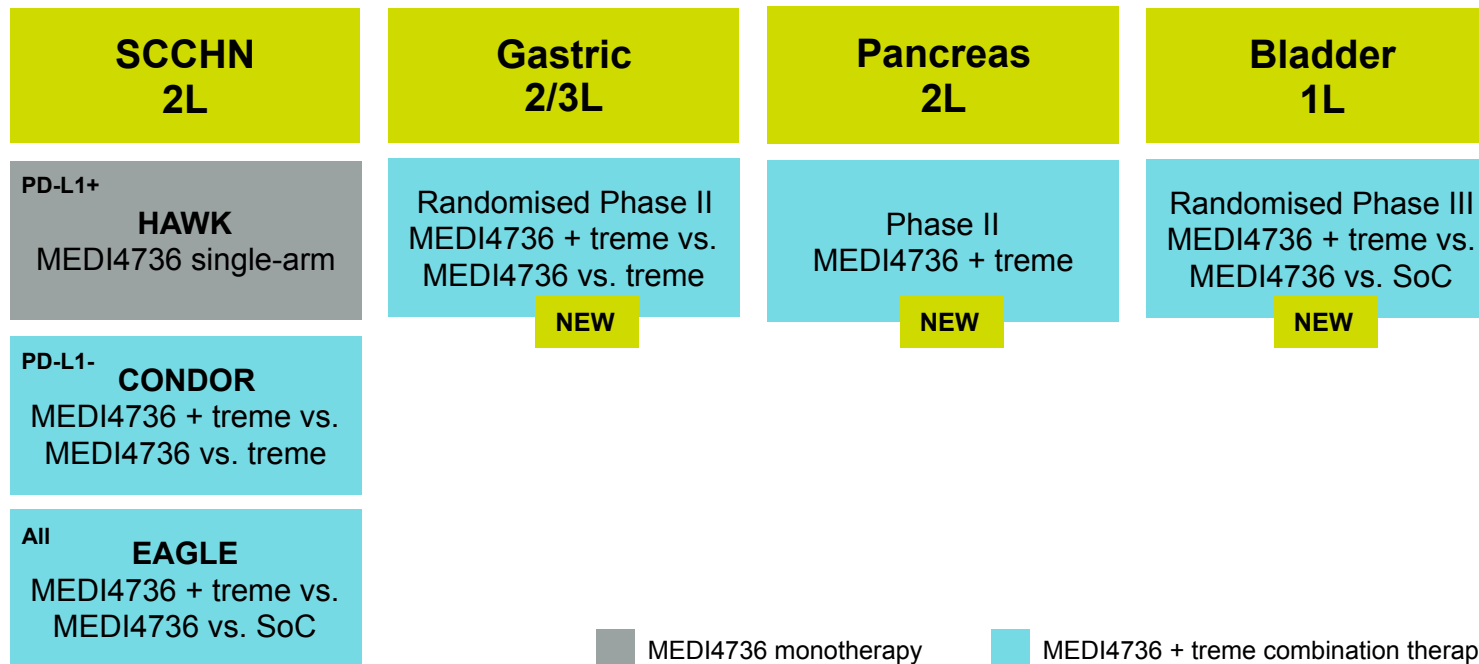 SCCHN
2L
PD-L1+
HAWK
MEDI4736 single-arm
PD-L1-
CONDOR
MEDI4736 + treme vs.
MEDI4736 vs. treme
All
EAGLE
MEDI4736 + treme vs.
MEDI4736 vs. SoC
Gastric
2/3L
Randomised Phase II
MEDI4736 + treme vs.
MEDI4736 vs. treme
NEW
Pancreas
2L
Phase II
MEDI4736 + treme
NEW
Bladder
1L
Randomised Phase III
MEDI4736 + treme vs.
MEDI4736 vs. SoC
NEW
MEDI4736 monotherapy
MEDI4736 + treme combination therap